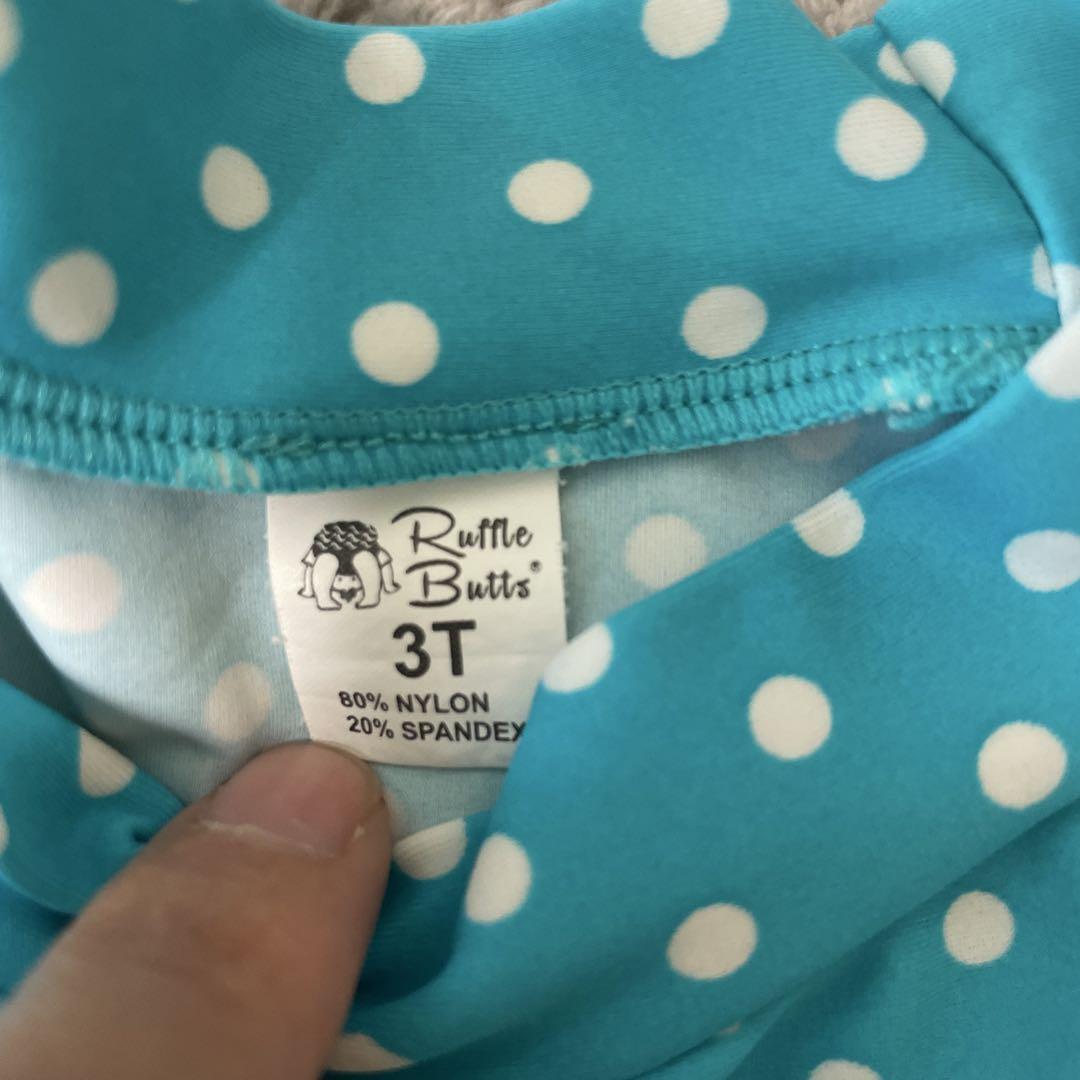 Ruffle
Butts®
3T
80% NYLON
20% SPANDEX